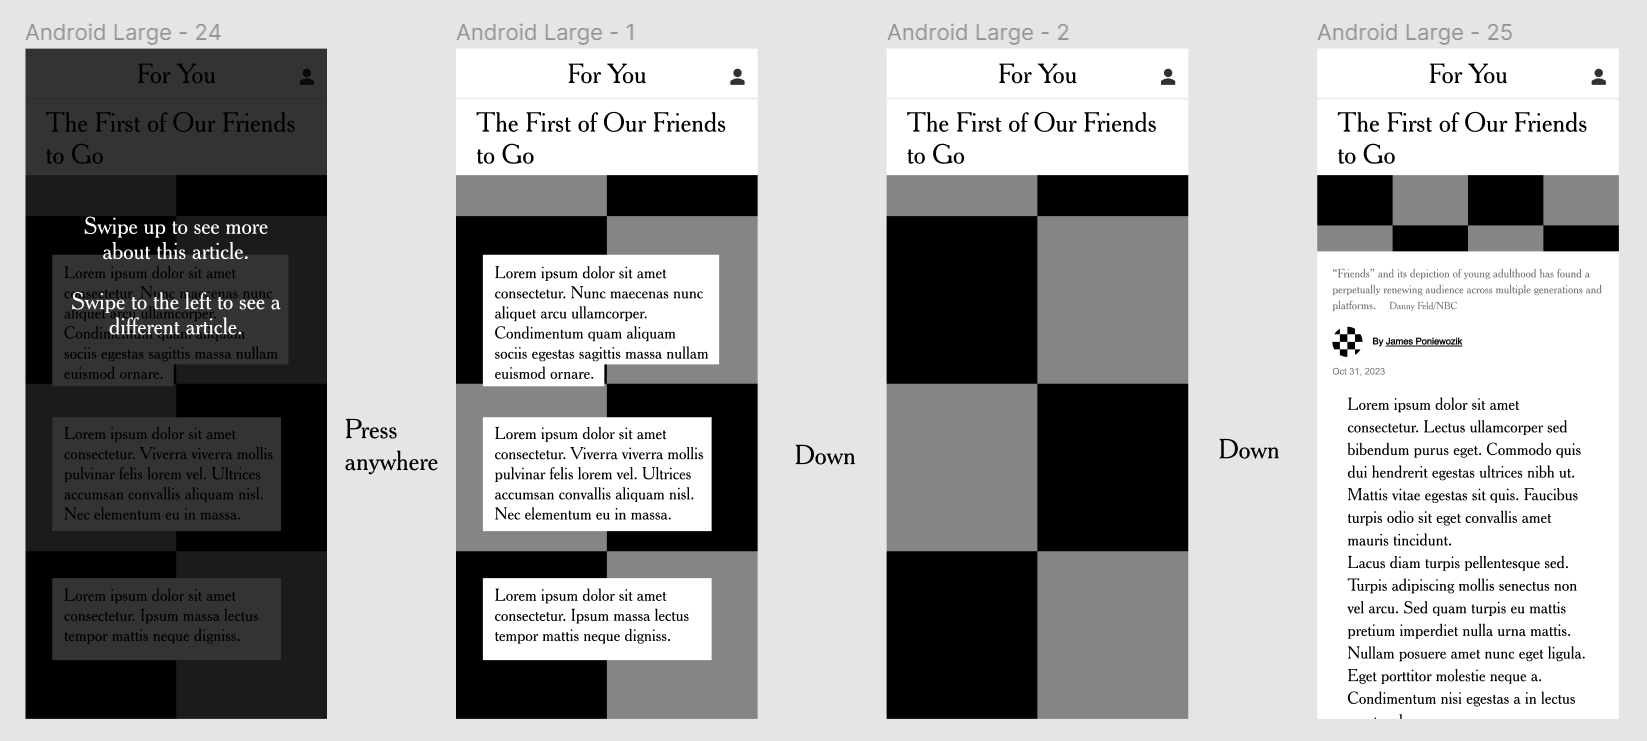 Android Large - 24
For You
The First of Our Friends
to Go
Swipe up to see more
about this article.
Swipe to the left to see a
different article.
Lorem ipsum dolor sit amet
consectetur. Nunc maecenas nunc
aliquet arcu ullamcorper.
Condimentum quam aliquam
sociis egestas sagittis massa nullam
euismod ornare.
Lorem ipsum dolor sit amet
consectetur. Viverra viverra mollis
pulvinar felis lorem vel. Ultrices
accumsan convallis aliquam nisl.
Nec elementum eu in massa.
Lorem ipsum dolor sit amet
consectetur. Ipsum massa lectus
tempor mattis neque digniss.
Press
anywhere
Android Large - 1
For You
The First of Our Friends
to Go
Lorem ipsum dolor sit amet
consectetur. Nunc maecenas nunc
aliquet arcu ullamcorper.
Condimentum quam aliquam
sociis egestas sagittis massa nullam
euismod ornare.
Lorem ipsum dolor sit amet
consectetur. Viverra viverra mollis
pulvinar felis lorem vel. Ultrices
accumsan convallis aliquam nisl.
Nec elementum eu in massa.
Lorem ipsum dolor sit amet
consectetur. Ipsum massa lectus
tempor mattis neque digniss.
Down
Android Large - 2
For You
The First of Our Friends
to Go
Down
Android Large - 25
For You
The First of Our Friends
to Go
“Friends” and its depiction of young adulthood has found a
perpetually renewing audience across multiple generations and
platforms. Danny Feld/NBC
By James Poniewozik
Oct 31, 2023
Lorem ipsum dolor sit amet
consectetur. Lectus ullamcorper sed
bibendum purus eget. Commodo quis
dui hendrerit egestas ultrices nibh ut.
Mattis vitae egestas sit quis. Faucibus
turpis odio sit eget convallis amet
mauris tincidunt.
Lacus diam turpis pellentesque sed.
Turpis adipiscing mollis senectus non
vel arcu. Sed quam turpis eu mattis
pretium imperdiet nulla urna mattis.
Nullam posuere amet nunc eget ligula.
Eget porttitor molestie neque a.
Condimentum nisi egestas a in lectus